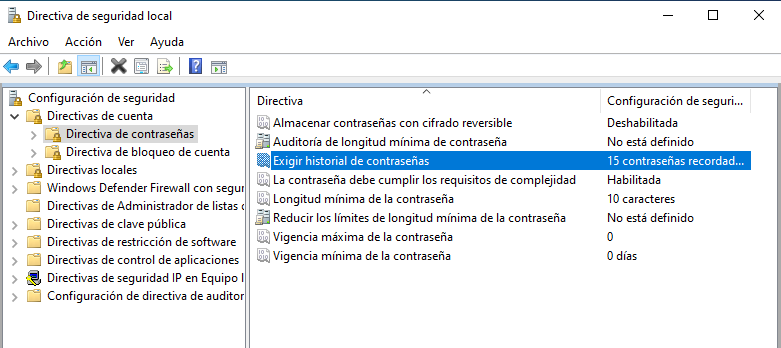 Directiva de seguridad local
Archivo Acción Ver Ayuda
Configuración de seguridad
Directivas de cuenta
Directiva de contraseñas
Directiva de bloqueo de cuenta
Directivas locales
Windows Defender Firewall con segur
Directivas de Administrador de listas d
Directivas de clave pública
Directivas de restricción de software
Directivas de control de aplicaciones
Directivas de seguridad IP en Equipo l
Configuración de directiva de auditor
Directiva Configuración de seguri...
Almacenar contraseñas con cifrado reversible Deshabilitada
Auditoría de longitud mínima de contraseña No está definido
Exigir historial de contraseñas 15 contraseñas recordad...
La contraseña debe cumplir los requisitos de complejidad Habilitada
Longitud mínima de la contraseña 10 caracteres
Reducir los límites de longitud mínima de la contraseña No está definido
Vigencia máxima de la contraseña 0
Vigencia mínima de la contraseña 0 días